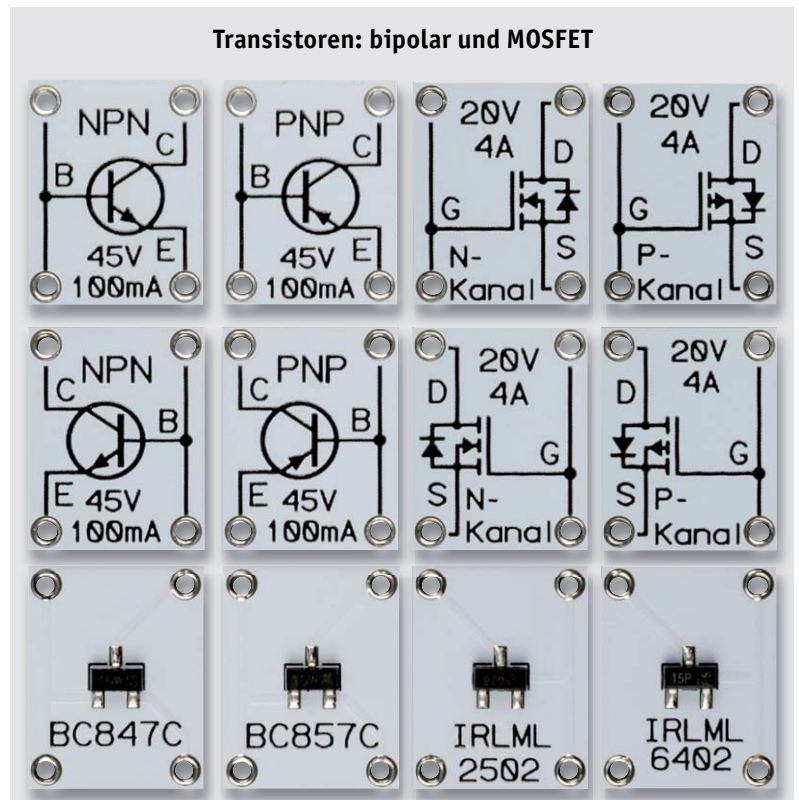 Transistoren: bipolar und MOSFET
NPN
C
B
E
45V
100mA
PNP
C
B
E
45V
100mA
20V
4A
D
G
S
N-
Kanal
20V
4A
D
G
S
P-
Kanal
NPN
C
B
E
45V
100mA
PNP
C
B
E
45V
100mA
20V
4A
D
G
S
N-
Kanal
20V
4A
D
G
S
P-
Kanal
BC847C
BC857C
IRLML
2502
15P
IRLML
6402